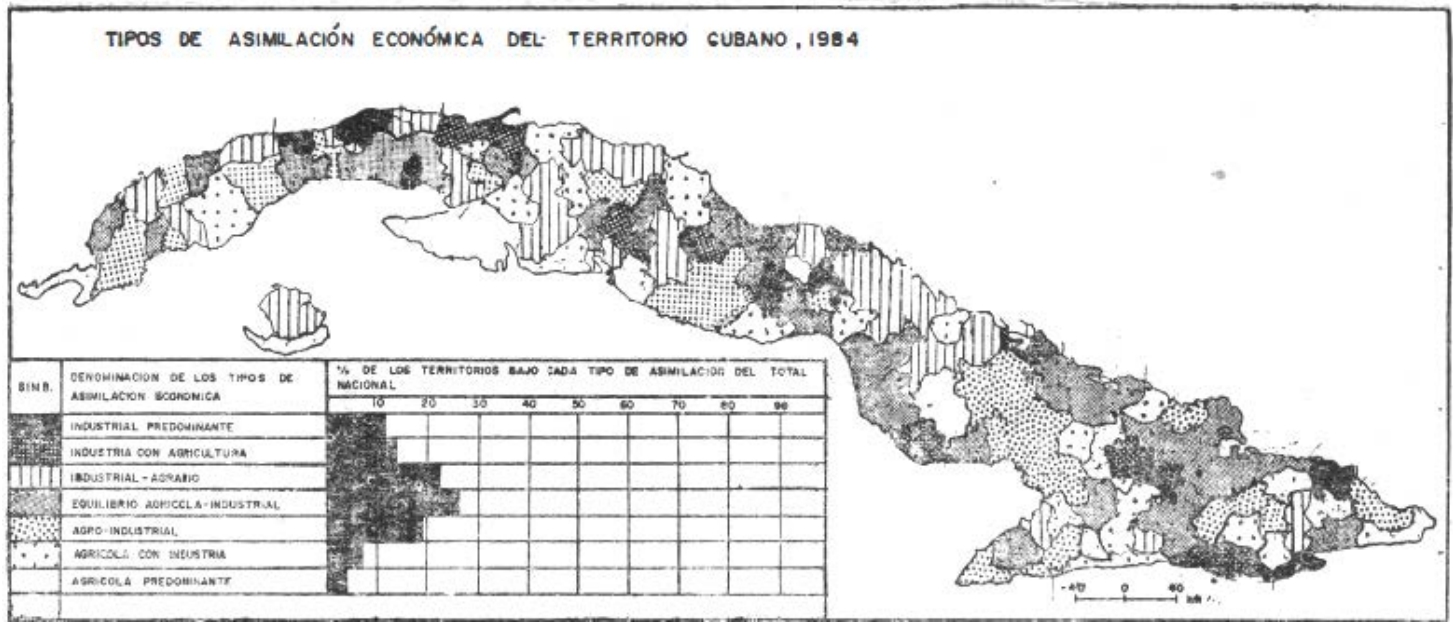 TIPOS DE ASIMILACIÓN ECONÓMICA DEL TERRITORIO CUBANO, 1984
SIMB.
DENOMINACION DE LOS TIPOS DE
ASIMILACION ECONOMICA
% DE LOS TERRITORIOS BAJO CADA TIPO DE ASIMILACION DEL TOTAL
NACIONAL
10 20 30 40 50 60 70 80 90
INDUSTRIAL PREDOMINANTE
INDUSTRIA CON AGRICULTURA
INDUSTRIAL-AGRARIO
EQUILIBRIO AGRICOLA-INDUSTRIAL
AGRO-INDUSTRIAL
AGRICOLA CON INDUSTRIA
AGRICOLA PREDOMINANTE
40 0 60